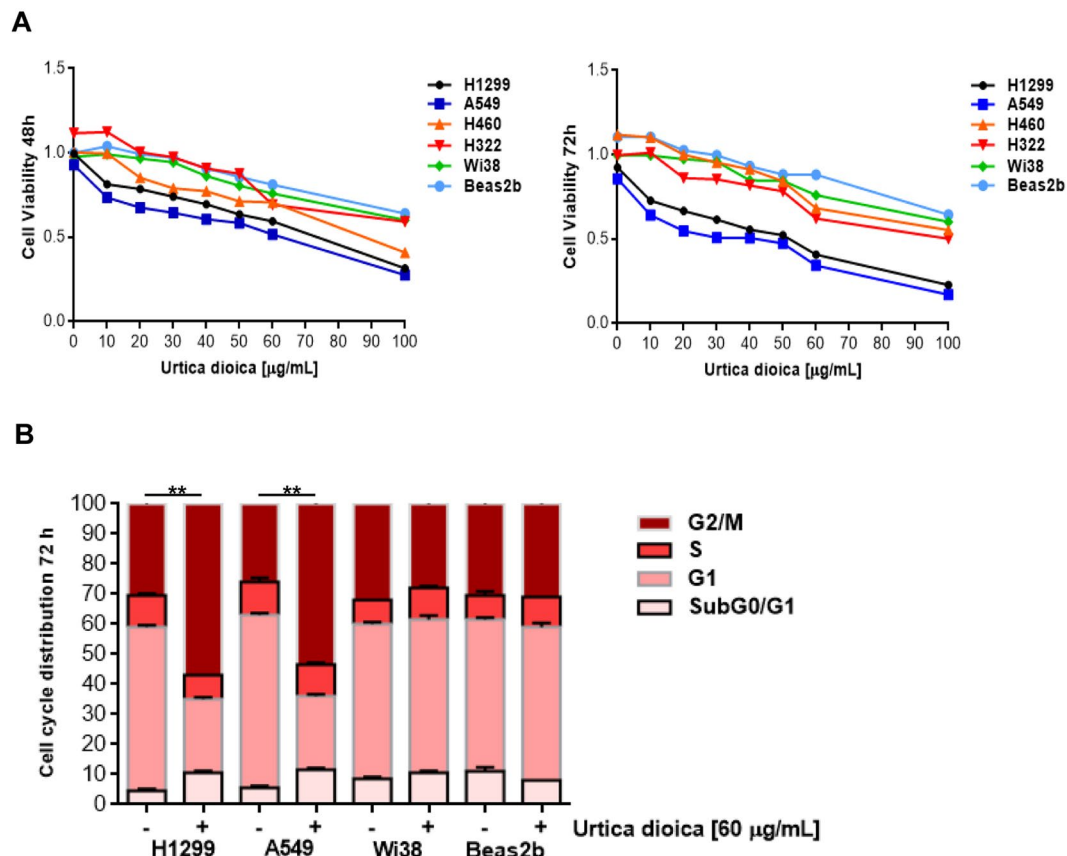 A
Cell Viability 48h
1.5
1.0
0.5
0.0
0 10 20 30 40 50 60 70 80 90 100
Urtica dioica [µg/mL]
H1299
A549
H460
H322
Wi38
Beas2b
Cell Viability 72h
1.5
1.0
0.5
0.0
0 10 20 30 40 50 60 70 80 90 100
Urtica dioica [µg/mL]
H1299
A549
H460
H322
Wi38
Beas2b
B
Cell cycle distribution 72 h
100
90
80
70
60
50
40
30
20
10
0
** **
- + - + - + - + Urtica dioica [60 µg/mL]
H1299 A549 Wi38 Beas2b
G2/M
S
G1
SubG0/G1